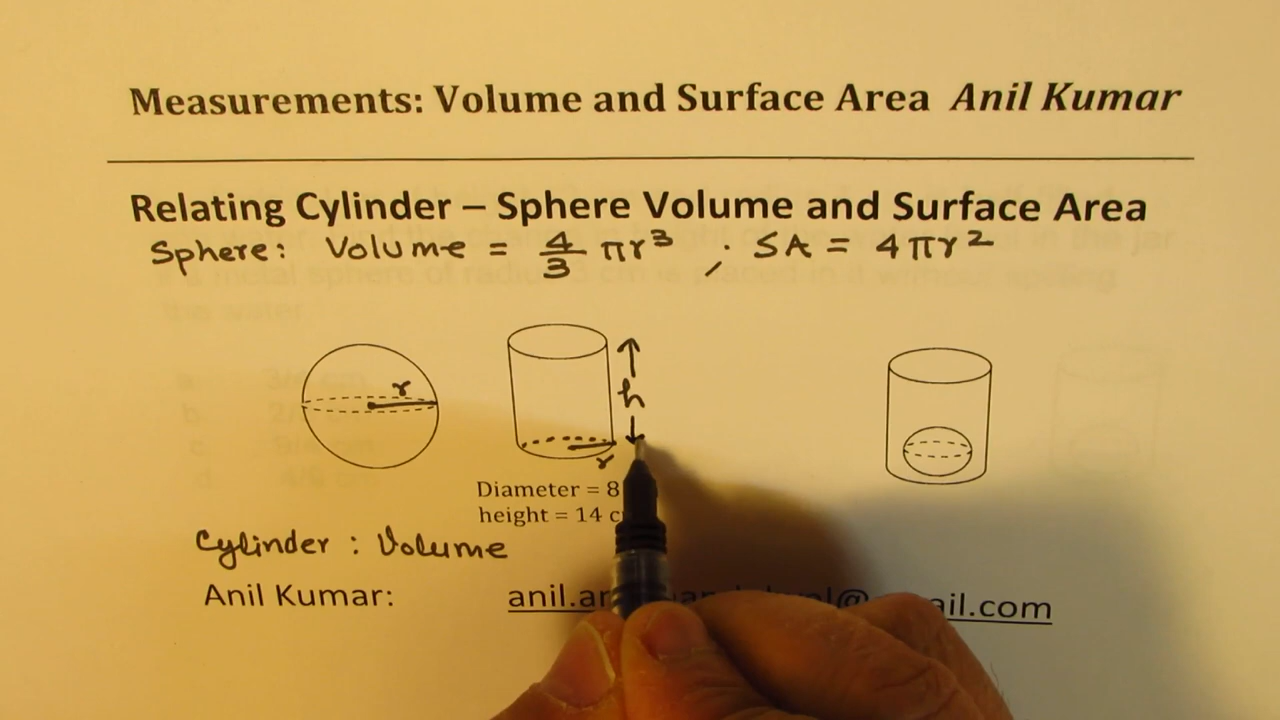 Measurements: Volume and Surface Area Anil Kumar
Relating Cylinder – Sphere Volume and Surface Area
Sphere: Volume = 4/3 πr³ ; SA = 4πr²
r
h
r
Diameter = 8
height = 14 c
Cylinder : Volume
Anil Kumar: